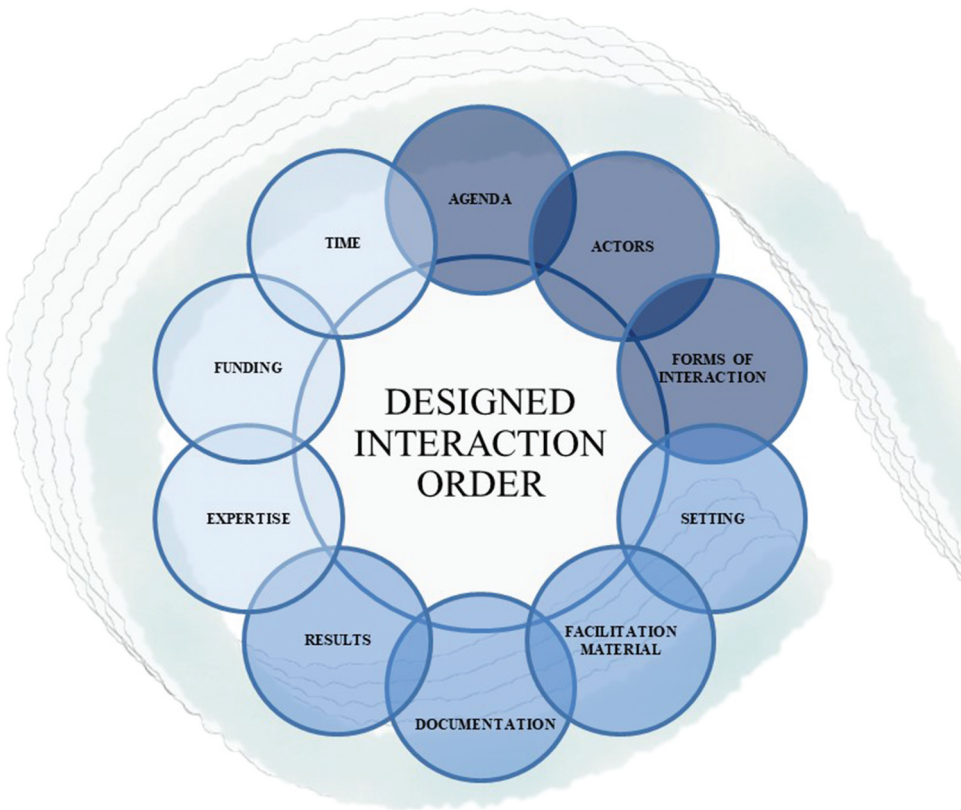 AGENDA
ACTORS
FORMS OF
INTERACTION
SETTING
FACILITATION
MATERIAL
DOCUMENTATION
RESULTS
EXPERTISE
FUNDING
TIME
DESIGNED
INTERACTION
ORDER